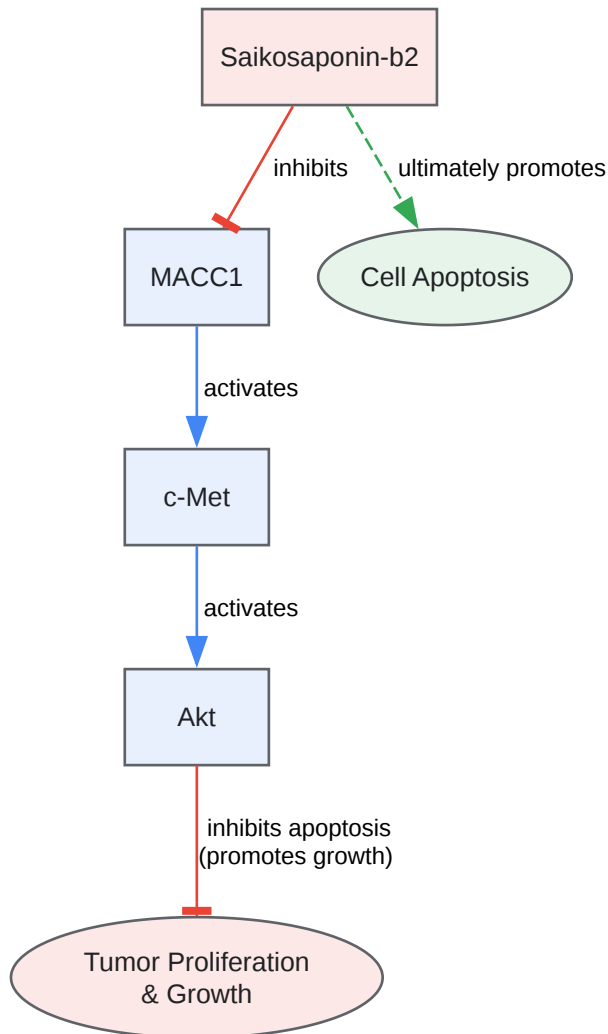 Saikosaponin-b2
inhibits
ultimately promotes
MACC1
Cell Apoptosis
activates
c-Met
activates
Akt
inhibits apoptosis
(promotes growth)
Tumor Proliferation
& Growth